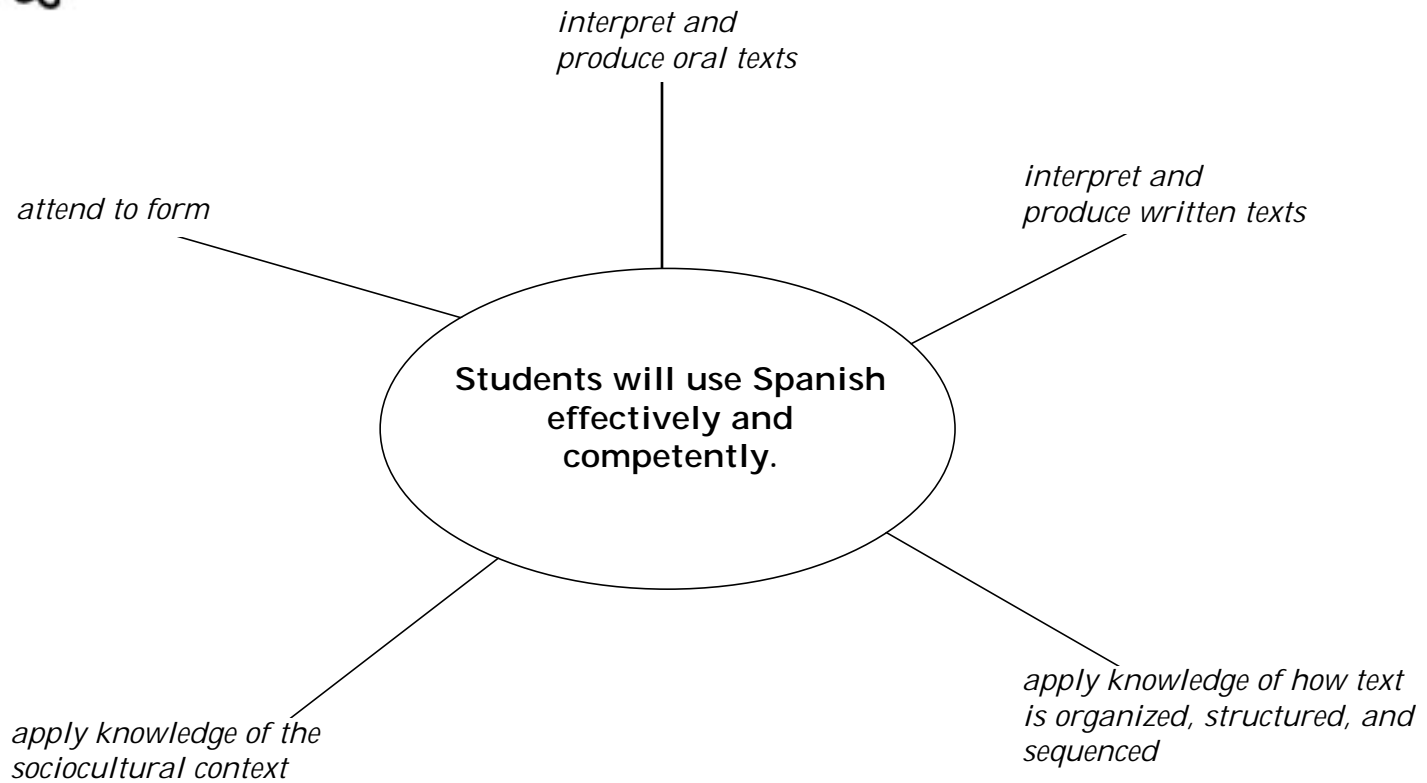 interpret and
produce oral texts
interpret and
produce written texts
attend to form
Students will use Spanish
effectively and
competently.
apply knowledge of how text
is organized, structured, and
sequenced
apply knowledge of the
sociocultural context